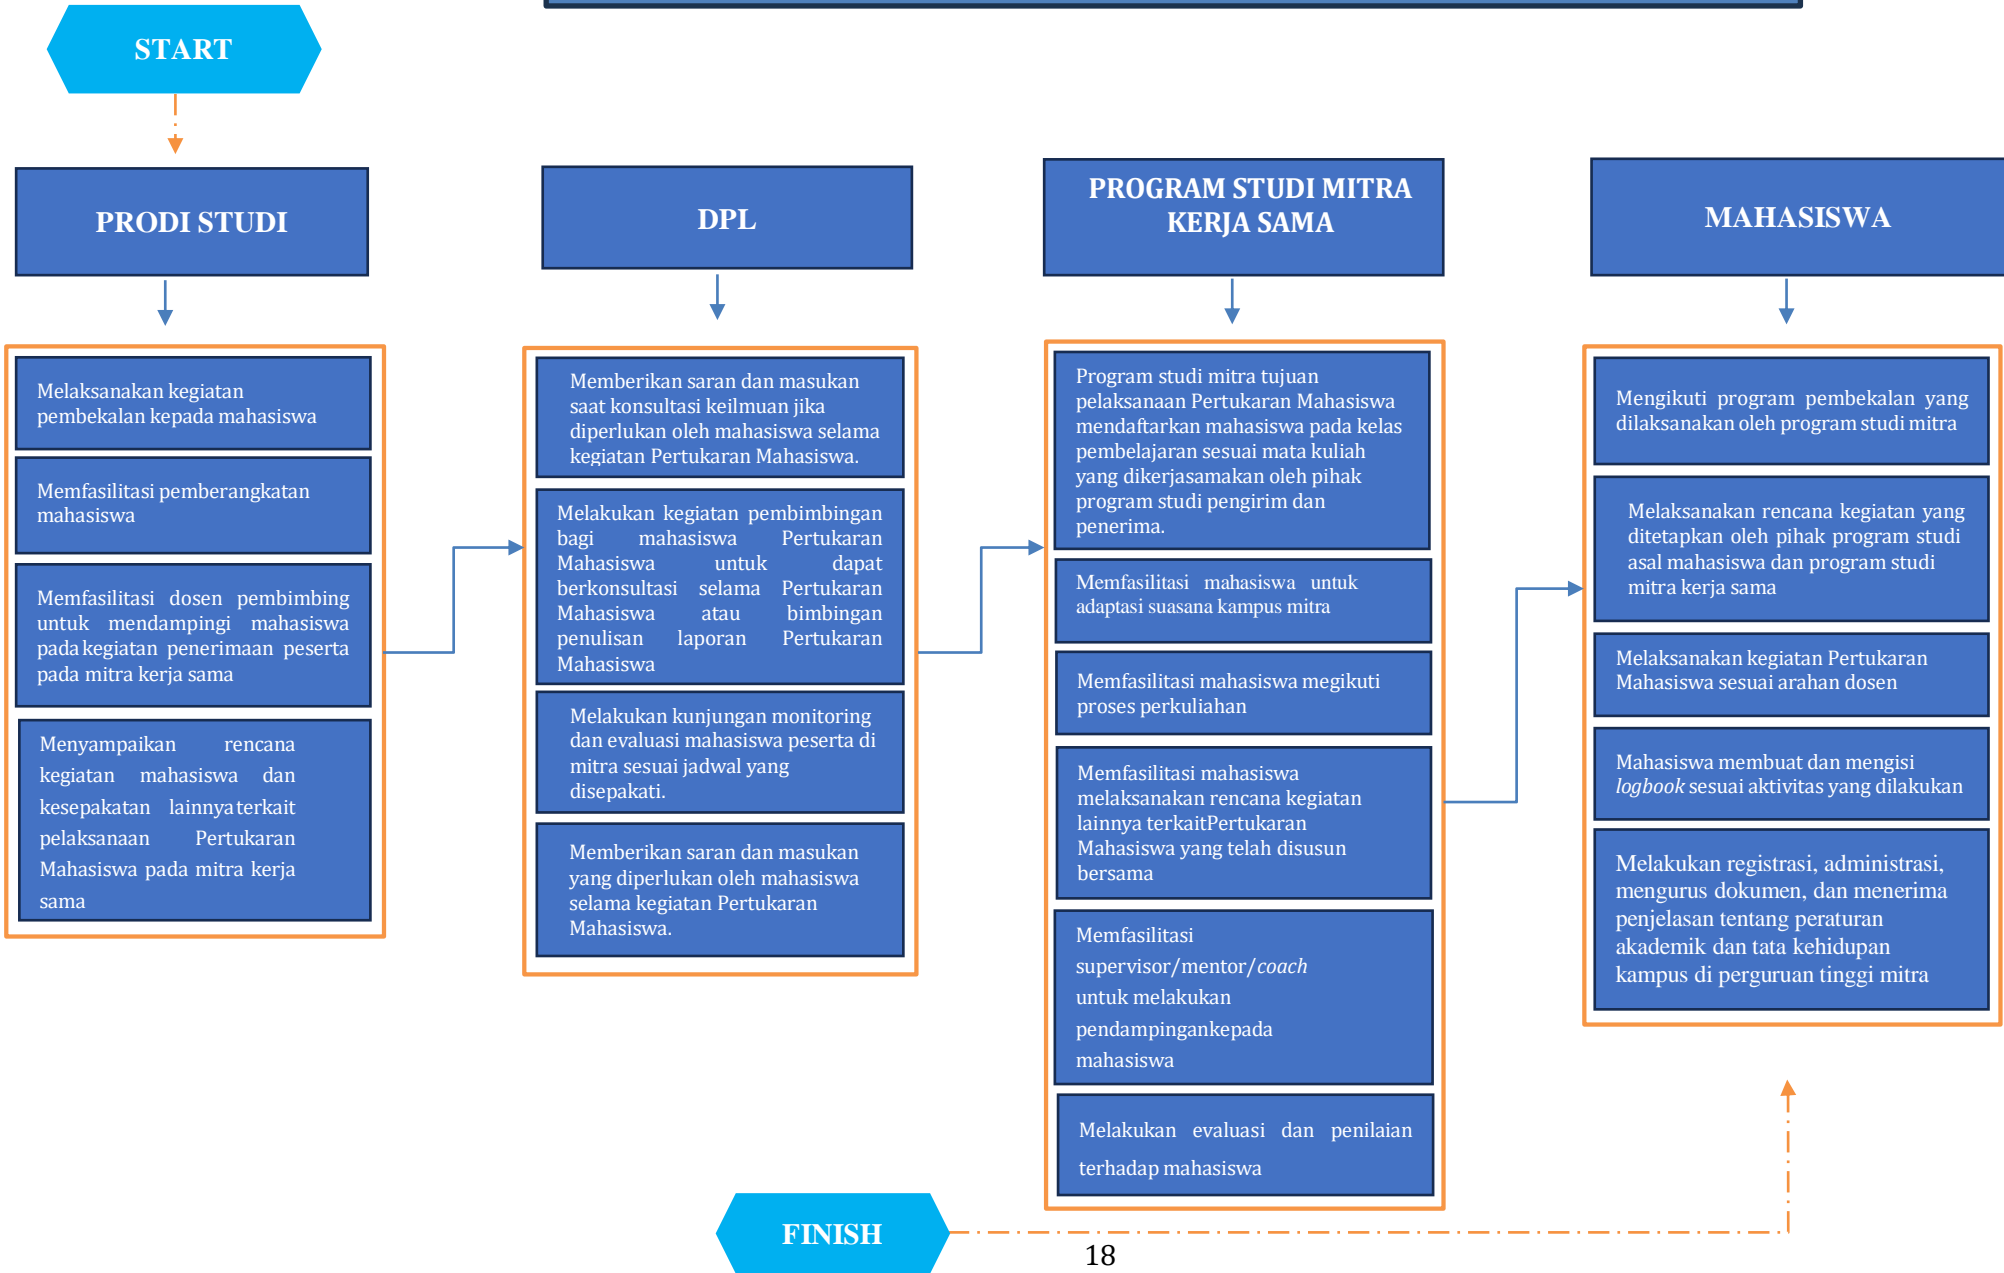 START
PRODI STUDI
Melaksanakan kegiatan
pembekalan kepada mahasiswa
Memfasilitasi pemberangkatan
mahasiswa
Memfasilitasi dosen pembimbing
untuk mendampingi mahasiswa
pada kegiatan penerimaan peserta
pada mitra kerja sama
Menyampaikan rencana
kegiatan mahasiswa dan
kesepakatan lainnya terkait
pelaksanaan Pertukaran
Mahasiswa pada mitra kerja
sama
DPL
Memberikan saran dan masukan
saat konsultasi keilmuan jika
diperlukan oleh mahasiswa selama
kegiatan Pertukaran Mahasiswa.
Melakukan kegiatan pembimbingan
bagi mahasiswa Pertukaran
Mahasiswa untuk dapat
berkonsultasi selama Pertukaran
Mahasiswa atau bimbingan
penulisan laporan Pertukaran
Mahasiswa
Melakukan kunjungan monitoring
dan evaluasi mahasiswa peserta di
mitra sesuai jadwal yang
disepakati.
Memberikan saran dan masukan
yang diperlukan oleh mahasiswa
selama kegiatan Pertukaran
Mahasiswa.
PROGRAM STUDI MITRA
KERJA SAMA
Program studi mitra tujuan
pelaksanaan Pertukaran Mahasiswa
mendaftarkan mahasiswa pada kelas
pembelajaran sesuai mata kuliah
yang dikerjasamakan oleh pihak
program studi pengirim dan
penerima.
Memfasilitasi mahasiswa untuk
adaptasi suasana kampus mitra
Memfasilitasi mahasiswa megikuti
proses perkuliahan
Memfasilitasi mahasiswa
melaksanakan rencana kegiatan
lainnya terkaitPertukaran
Mahasiswa yang telah disusun
bersama
Memfasilitasi
supervisor/mentor/coach
untuk melakukan
pendampingankepada
mahasiswa
Melakukan evaluasi dan penilaian
terhadap mahasiswa
MAHASISWA
Mengikuti program pembekalan yang
dilaksanakan oleh program studi mitra
Melaksanakan rencana kegiatan yang
ditetapkan oleh pihak program studi
asal mahasiswa dan program studi
mitra kerja sama
Melaksanakan kegiatan Pertukaran
Mahasiswa sesuai arahan dosen
Mahasiswa membuat dan mengisi
logbook sesuai aktivitas yang dilakukan
Melakukan registrasi, administrasi,
mengurus dokumen, dan menerima
penjelasan tentang peraturan
akademik dan tata kehidupan
kampus di perguruan tinggi mitra
FINISH
18